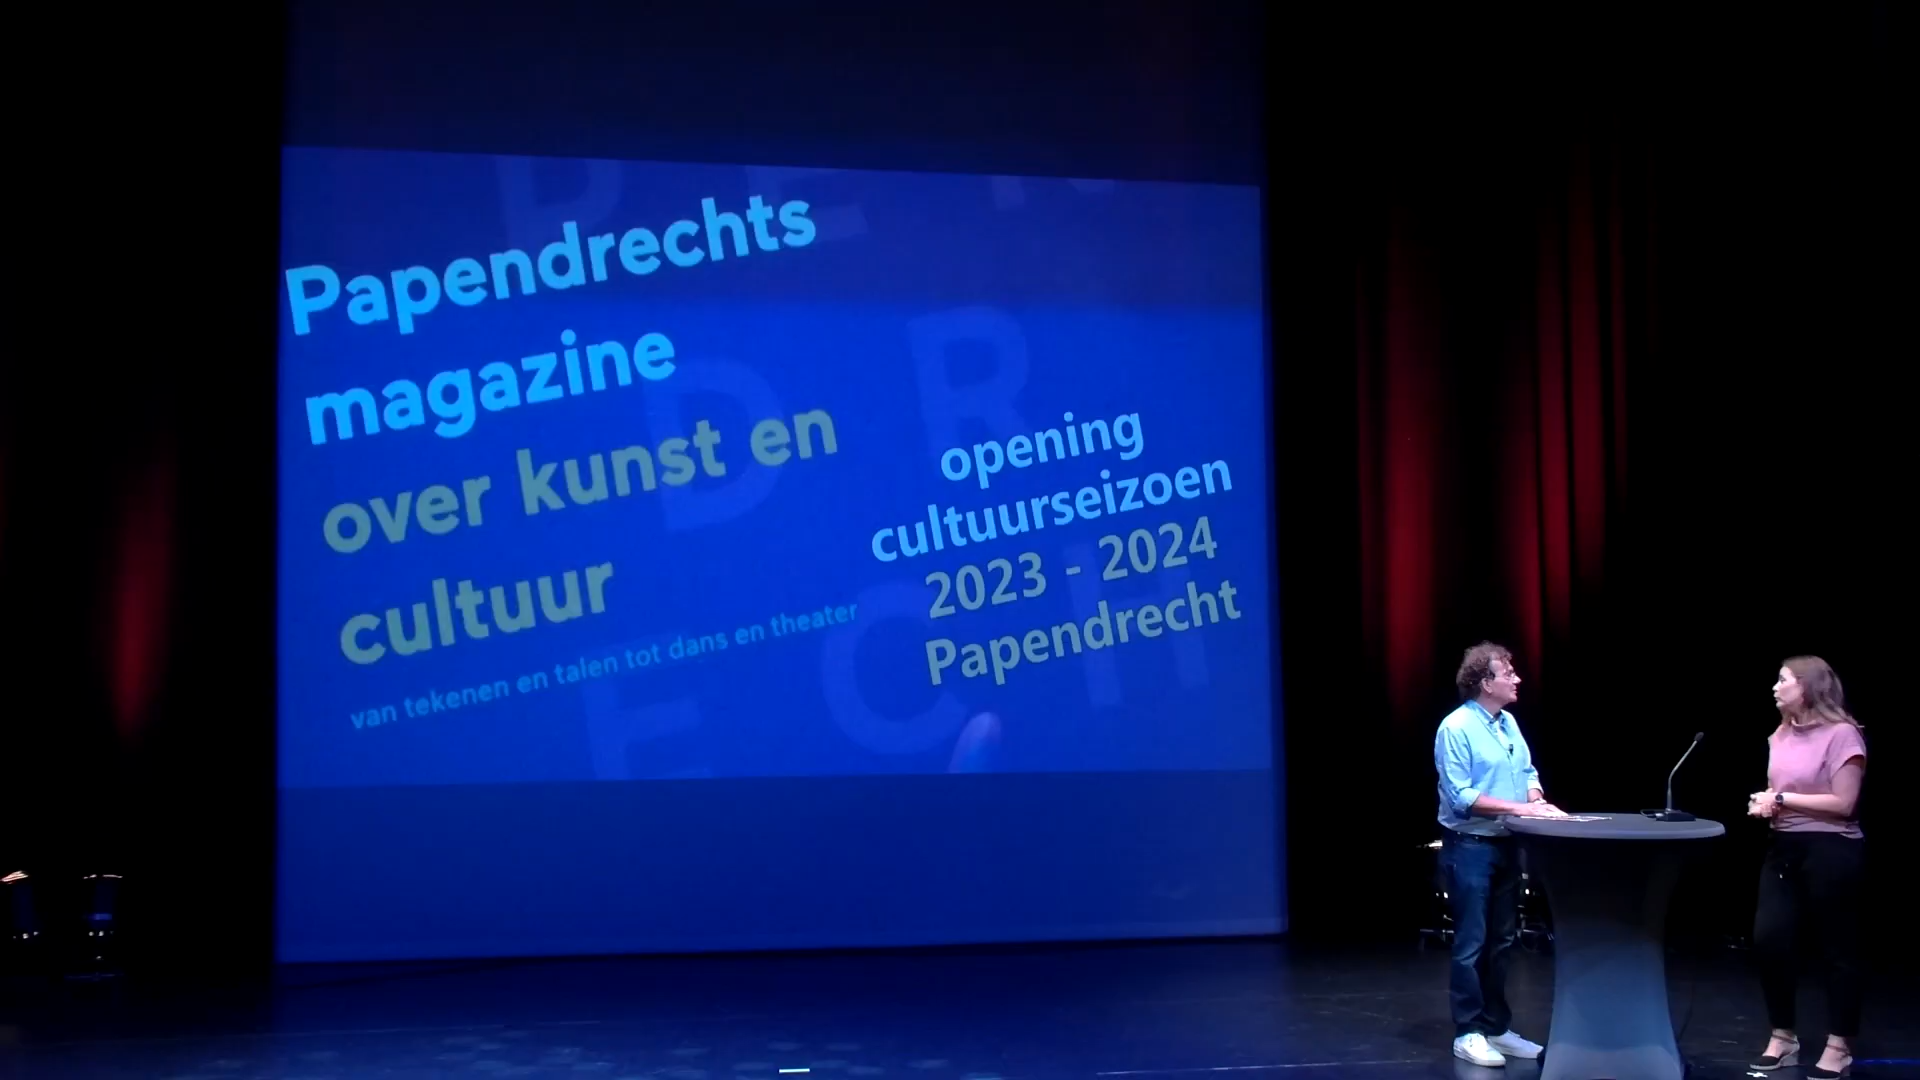 Papendrechts
magazine
over kunst en
cultuur
van tekenen en talen tot dans en theater
opening
cultuurseizoen
2023 - 2024
Papendrecht
P E N
D R
E C H